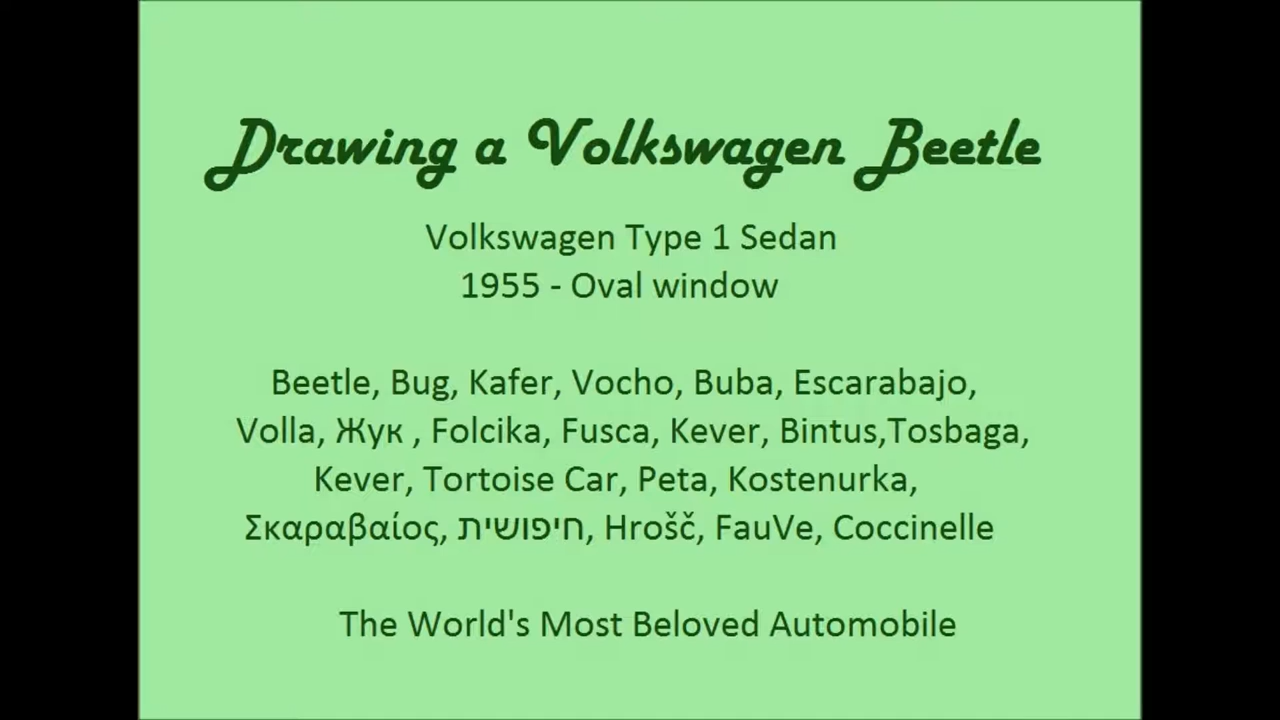 Drawing a Volkswagen Beetle
Volkswagen Type 1 Sedan
1955 - Oval window
Beetle, Bug, Kafer, Vocho, Buba, Escarabajo,
Volla, Жук , Folcika, Fusca, Kever, Bintus,Tosbaga,
Kever, Tortoise Car, Peta, Kostenurka,
Σκαραβαίος, חיפושית, Hrošč, FauVe, Coccinelle
The World's Most Beloved Automobile